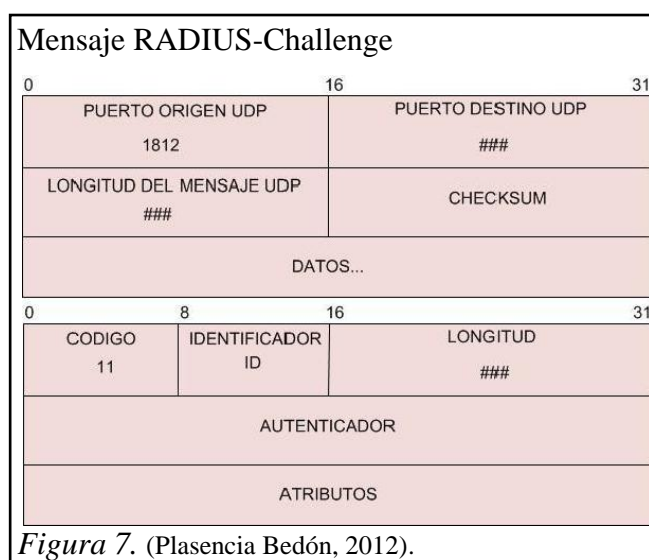 Mensaje RADIUS-Challenge
0 16 31
PUERTO ORIGEN UDP PUERTO DESTINO UDP
1812 ###
LONGITUD DEL MENSAJE UDP CHECKSUM
###
DATOS...
0 8 16 31
CODIGO IDENTIFICADOR LONGITUD
11 ID ###
AUTENTICADOR
ATRIBUTOS
Figura 7. (Plasencia Bedón, 2012).